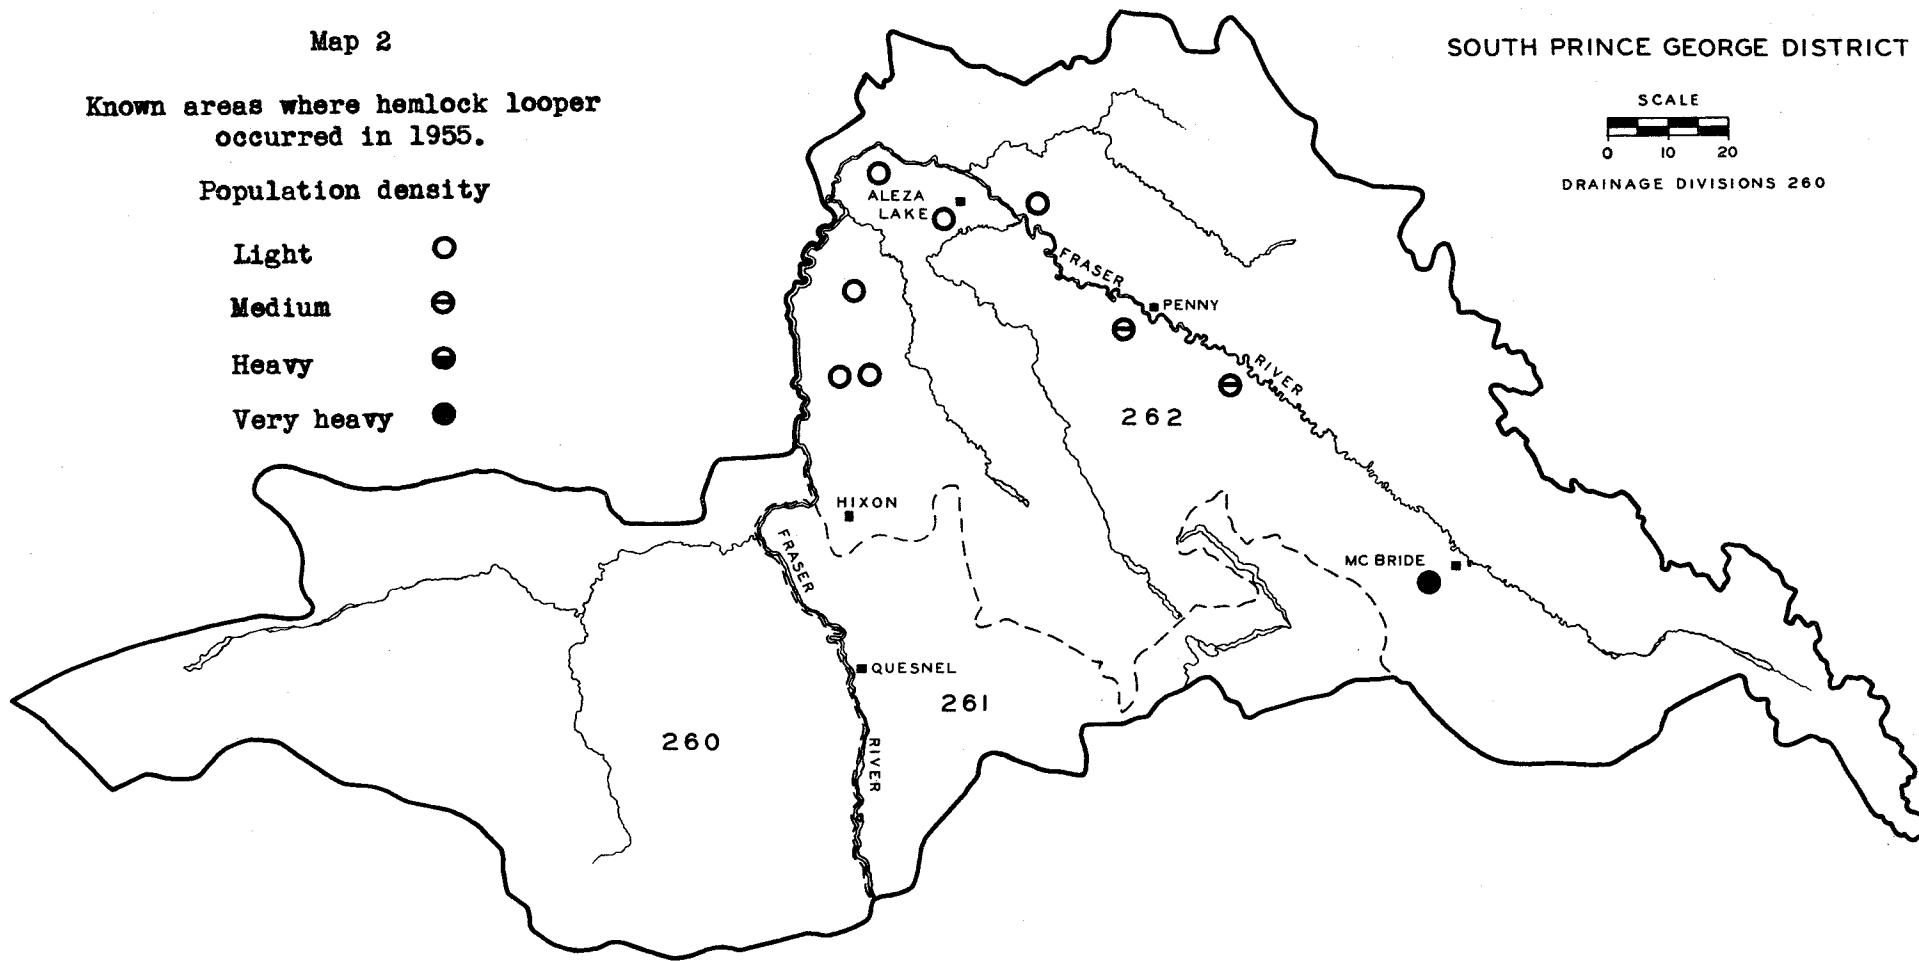 Map 2
Known areas where hemlock looper
occurred in 1955.
Population density
Light
Medium
Heavy
Very heavy
SOUTH PRINCE GEORGE DISTRICT
SCALE
0 10 20
DRAINAGE DIVISIONS 260
ALEZA
LAKE
FRASER
PENNY
RIVER
262
HIXON
FRASER
MC BRIDE
QUESNEL
261
260
RIVER